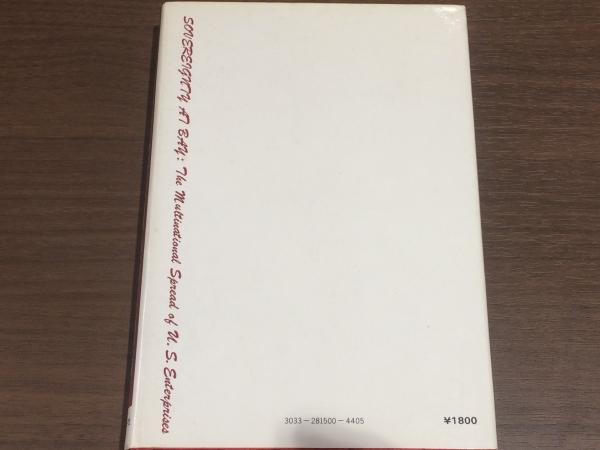 SOVEREIGNTY AT BAY: The Multinational Spread of U.S. Enterprises
3033-281500-4405
¥1800